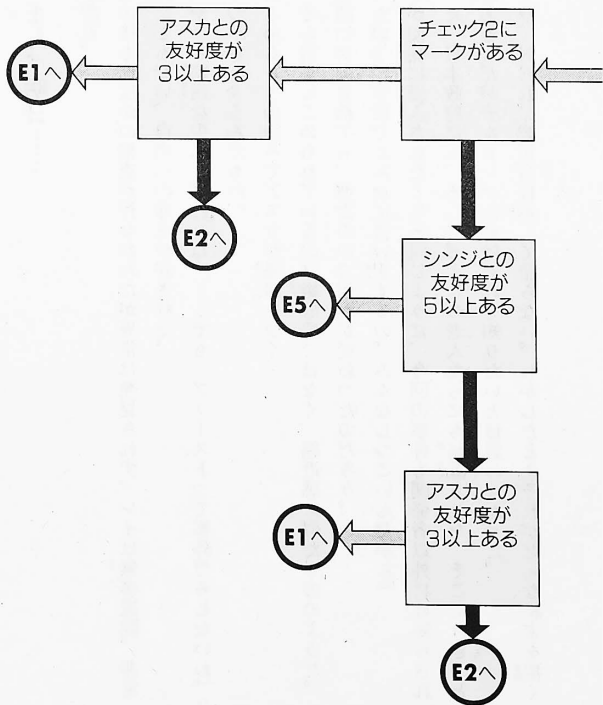 アスカとの
友好度が
3以上ある
チェック2に
マークがある
E1へ
E2へ
シンジとの
友好度が
5以上ある
E5へ
アスカとの
友好度が
3以上ある
E1へ
E2へ